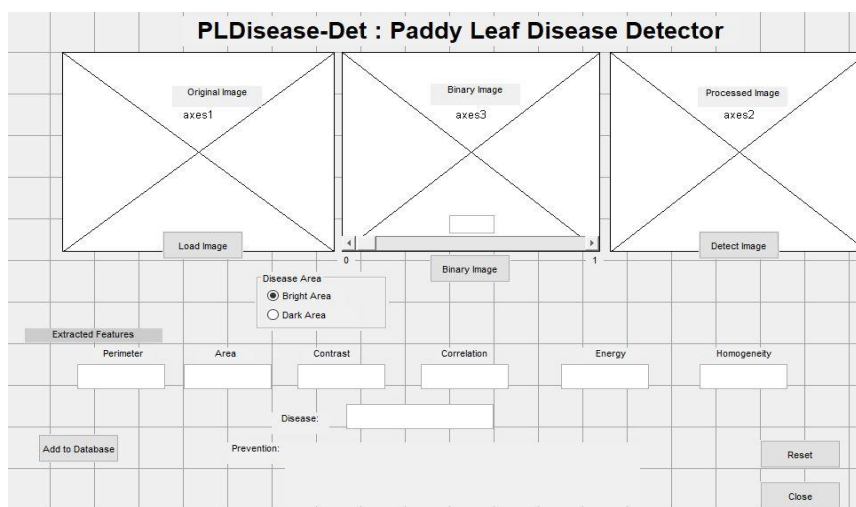 PLDisease-Det : Paddy Leaf Disease Detector
Original Image
axes1
Binary Image
axes3
Processed Image
axes2
Load Image
0
1
Binary Image
Detect Image
Disease Area
Bright Area
Dark Area
Extracted Features
Perimeter
Area
Contrast
Correlation
Energy
Homogeneity
Disease:
Add to Database
Prevention:
Reset
Close